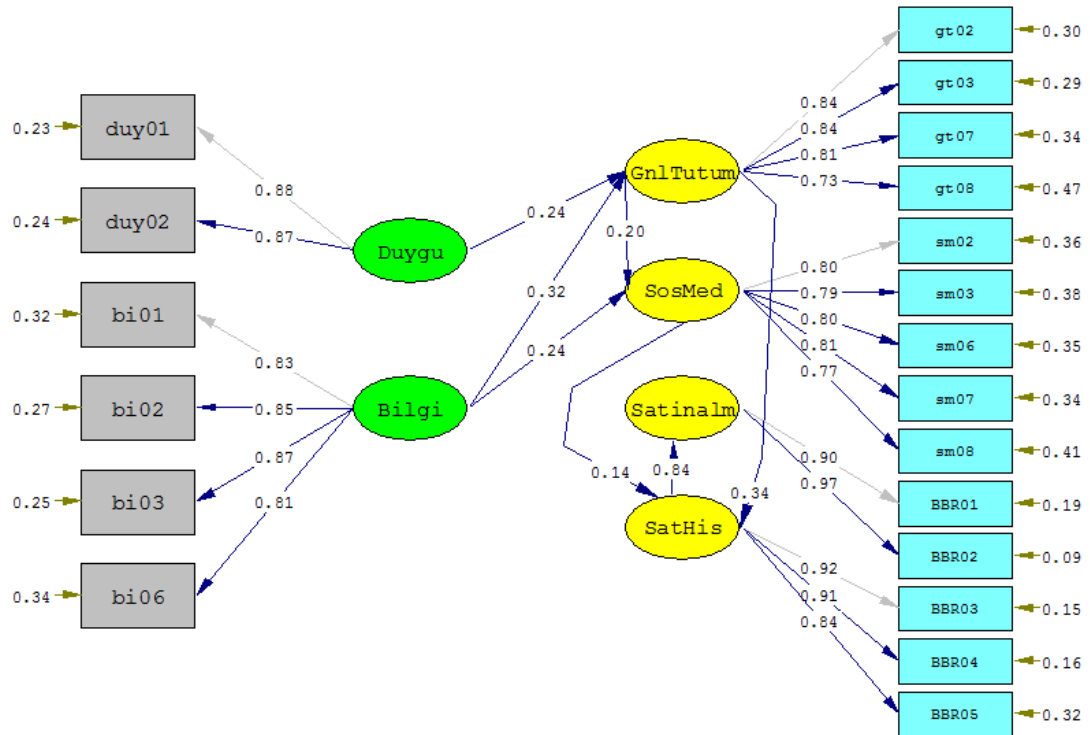 0.23 duy01
0.24 duy02
0.32 bi01
0.27 bi02
0.25 bi03
0.34 bi06
0.88
0.87
0.83
0.85
0.87
0.81
Duygu
Bilgi
0.24
0.32
0.24
0.20
GnlTutum
SosMed
Satinalm
SatHis
0.14
0.84
0.34
0.84
0.84
0.81
0.73
0.80
0.79
0.80
0.81
0.77
0.90
0.97
0.92
0.91
0.84
gt02 0.30
gt03 0.29
gt07 0.34
gt08 0.47
sm02 0.36
sm03 0.38
sm06 0.35
sm07 0.34
sm08 0.41
BBR01 0.19
BBR02 0.09
BBR03 0.15
BBR04 0.16
BBR05 0.32